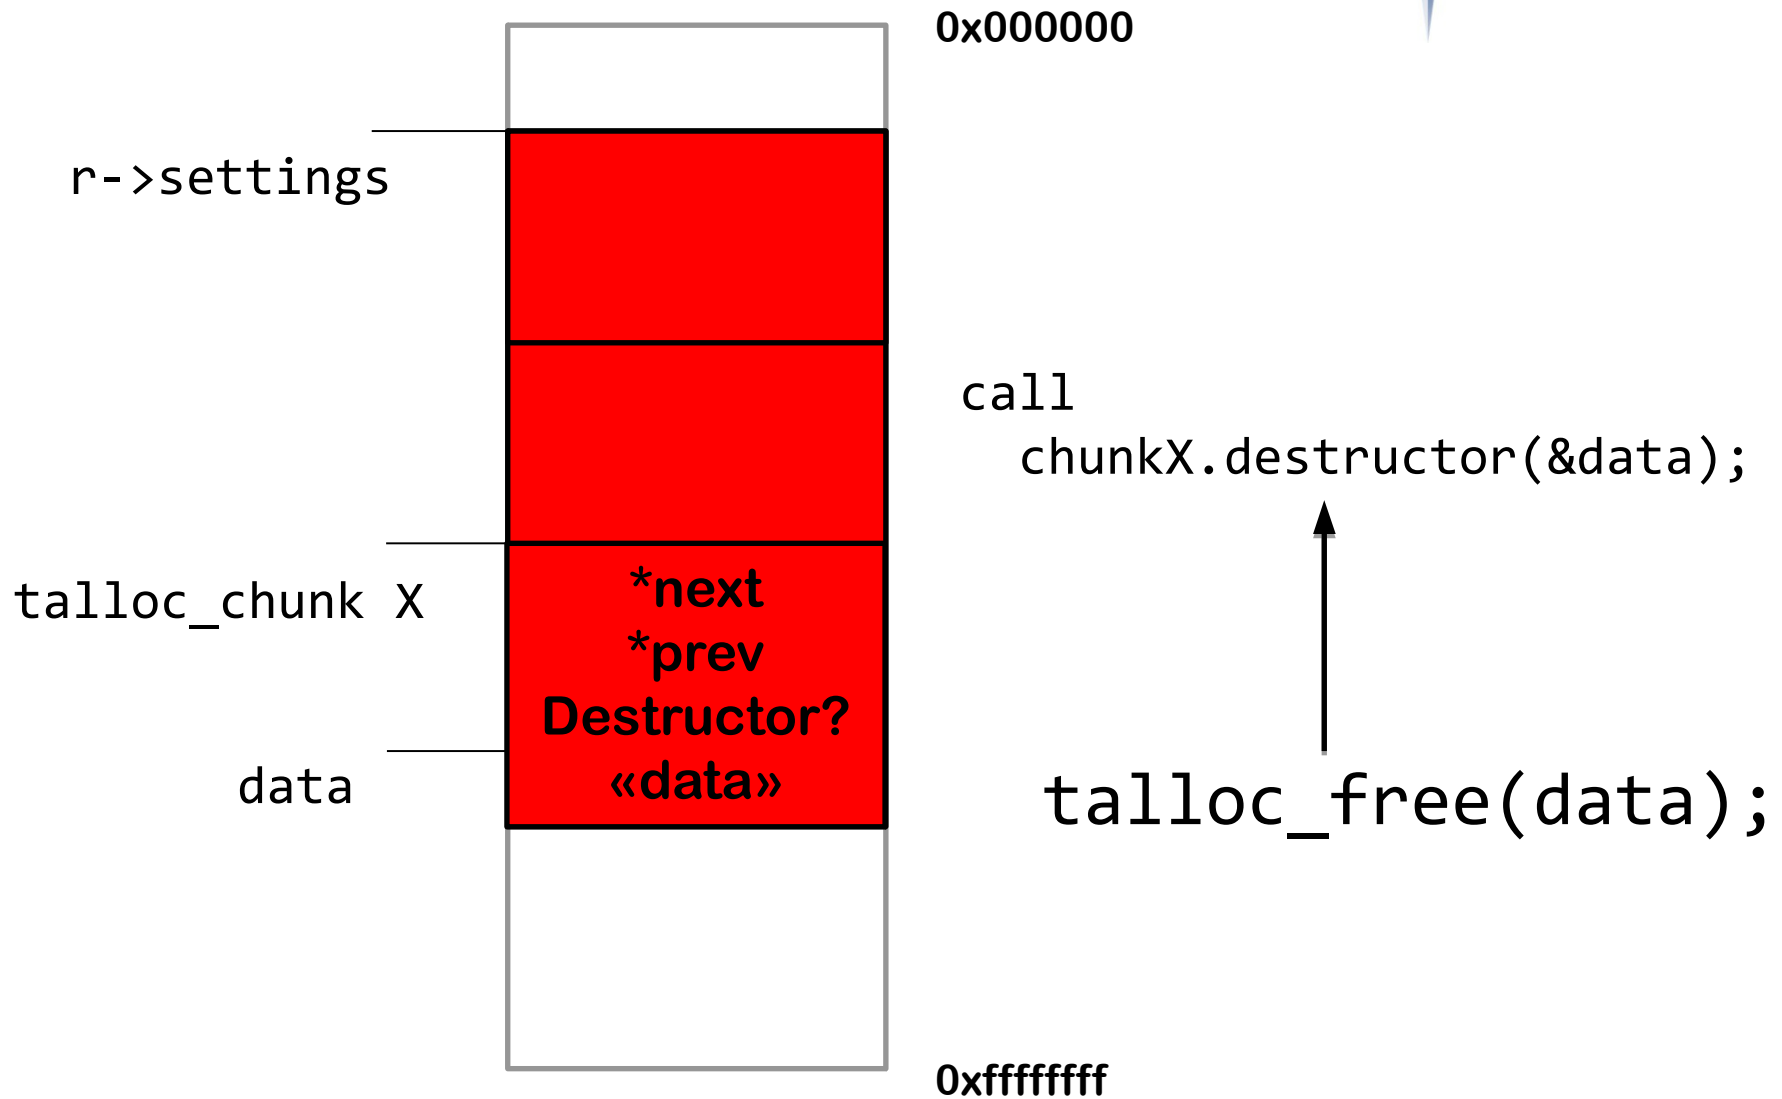 0x000000
r->settings
call
chunkX.destructor(&data);
talloc_chunk X
*next
*prev
Destructor?
«data»
data
talloc_free(data);
0xffffffff